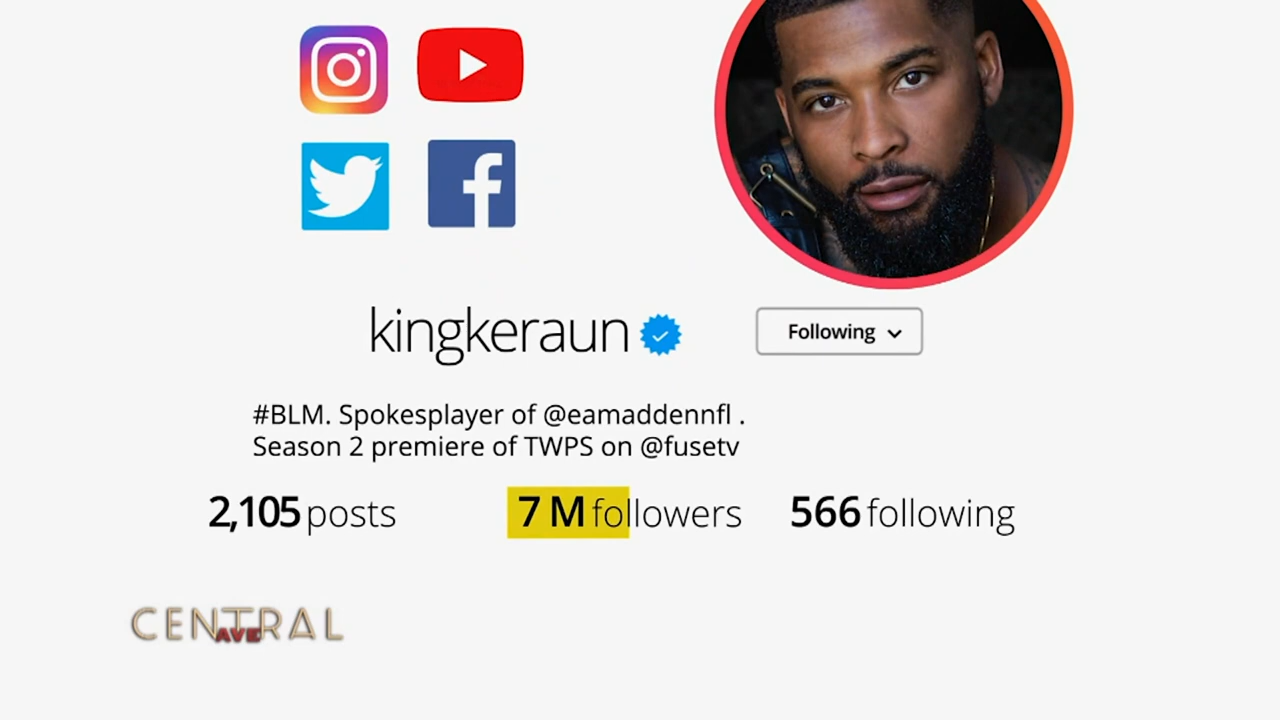 kingkeraun
Following
#BLM. Spokesplayer of @eamaddennfl .
Season 2 premiere of TWPS on @fusetv
2,105 posts 7 M followers 566 following
CENTRAL
AVE